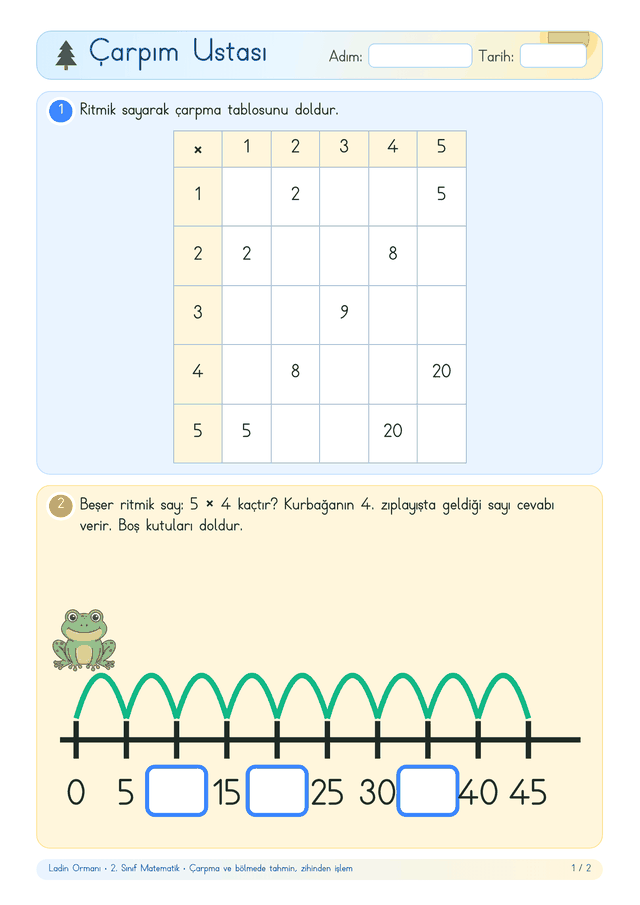 Çarpım Ustası
Adım:
Tarih:
1 Ritmik sayarak çarpma tablosunu doldur.
× 1 2 3 4 5
1 2 5
2 2 8
3 9
4 8 20
5 5 20
2 Beşer ritmik say: 5 × 4 kaçtır? Kurbağanın 4. zıplayışta geldiği sayı cevabı
verir. Boş kutuları doldur.
0 5 15 25 30 40 45
Ladin Ormanı • 2. Sınıf Matematik • Çarpma ve bölmede tahmin, zihinden işlem
1 / 2